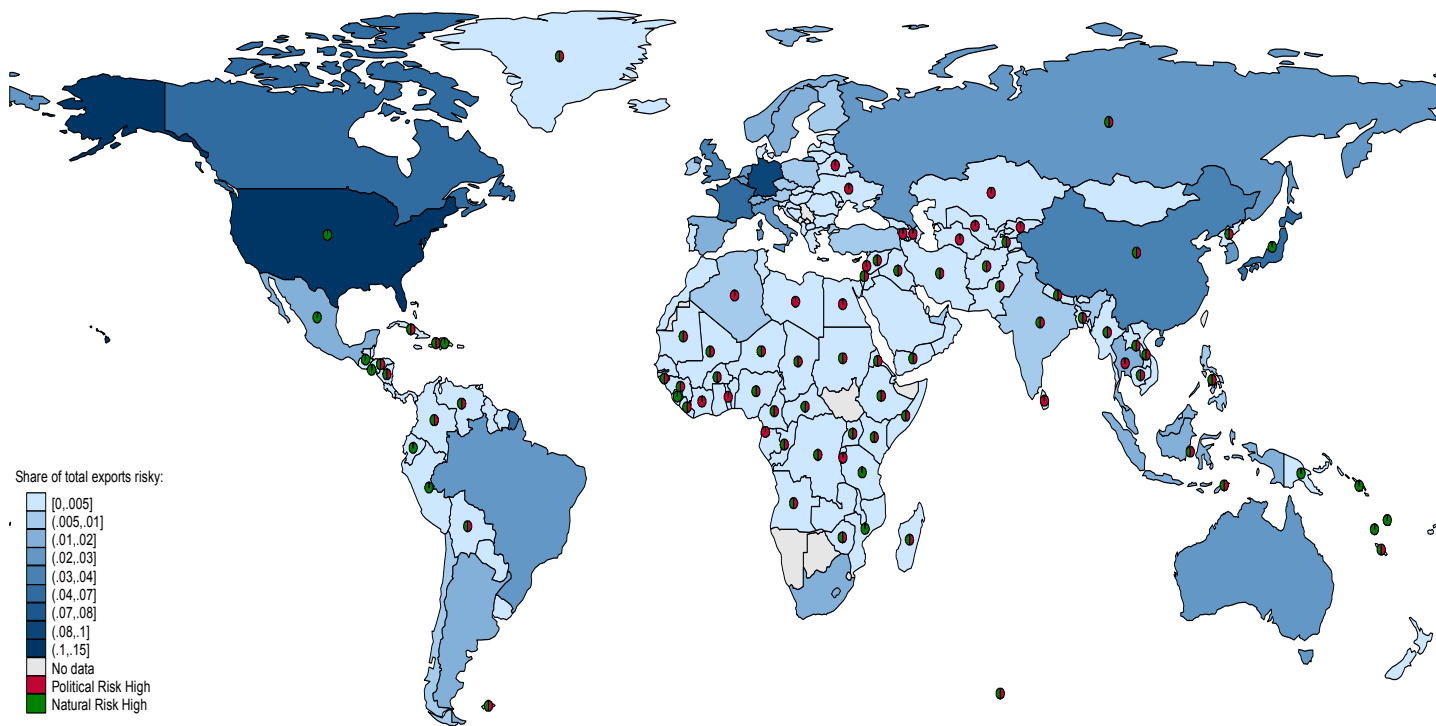 Share of total exports risky:
[0,.005]
(.005,.01]
(.01,.02]
(.02,.03]
(.03,.04]
(.04,.07]
(.07,.08]
(.08,.1]
(.1,.15]
No data
Political Risk High
Natural Risk High